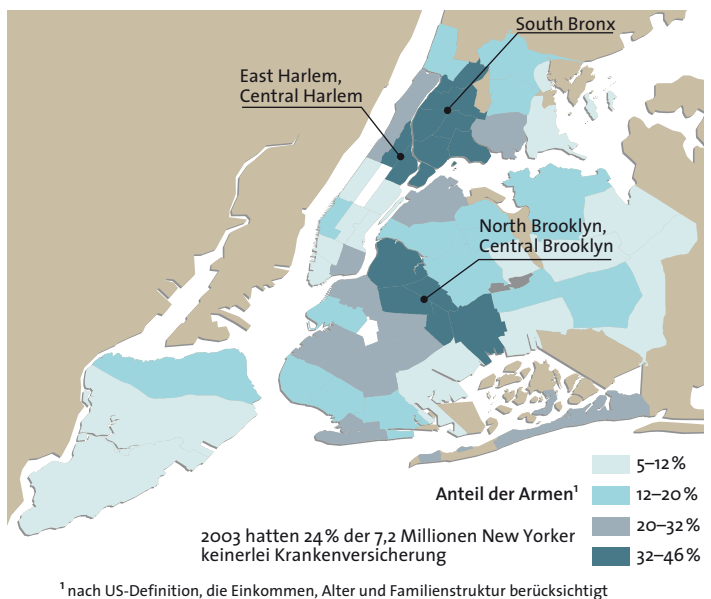 South Bronx
East Harlem,
Central Harlem
North Brooklyn,
Central Brooklyn
Anteil der Armen¹
5–12 %
12–20 %
20–32 %
32–46 %
2003 hatten 24 % der 7,2 Millionen New Yorker
keinerlei Krankenversicherung
¹ nach US-Definition, die Einkommen, Alter und Familienstruktur berücksichtigt